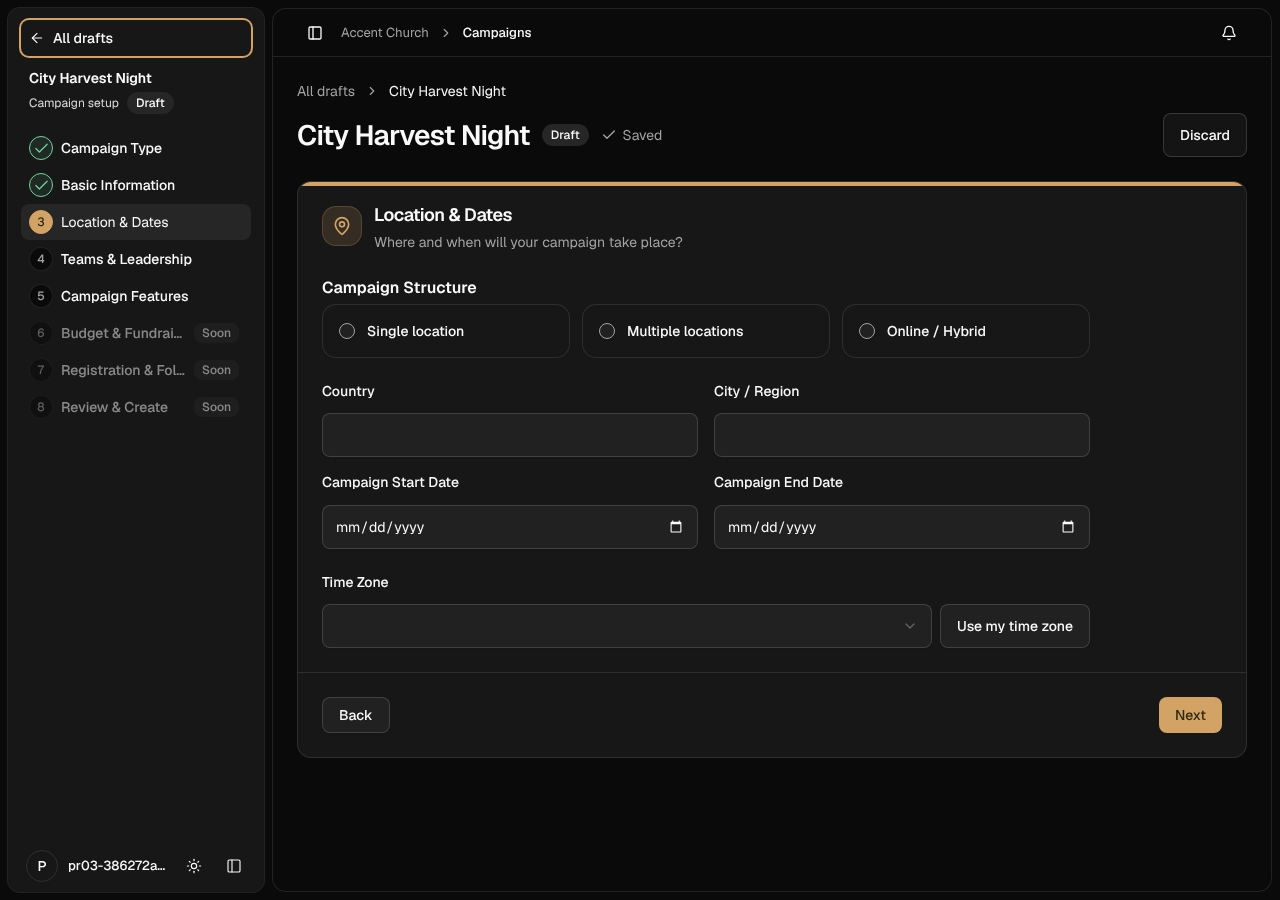 All drafts
City Harvest Night
Campaign setup Draft
Campaign Type
Basic Information
3 Location & Dates
4 Teams & Leadership
5 Campaign Features
6 Budget & Fundrai... Soon
7 Registration & Fol... Soon
8 Review & Create Soon
P pr03-386272a...
Accent Church > Campaigns
All drafts > City Harvest Night
City Harvest Night Draft Saved
Discard
Location & Dates
Where and when will your campaign take place?
Campaign Structure
Single location Multiple locations Online / Hybrid
Country City / Region
Campaign Start Date Campaign End Date
mm/dd/yyyy mm/dd/yyyy
Time Zone
Use my time zone
Back Next